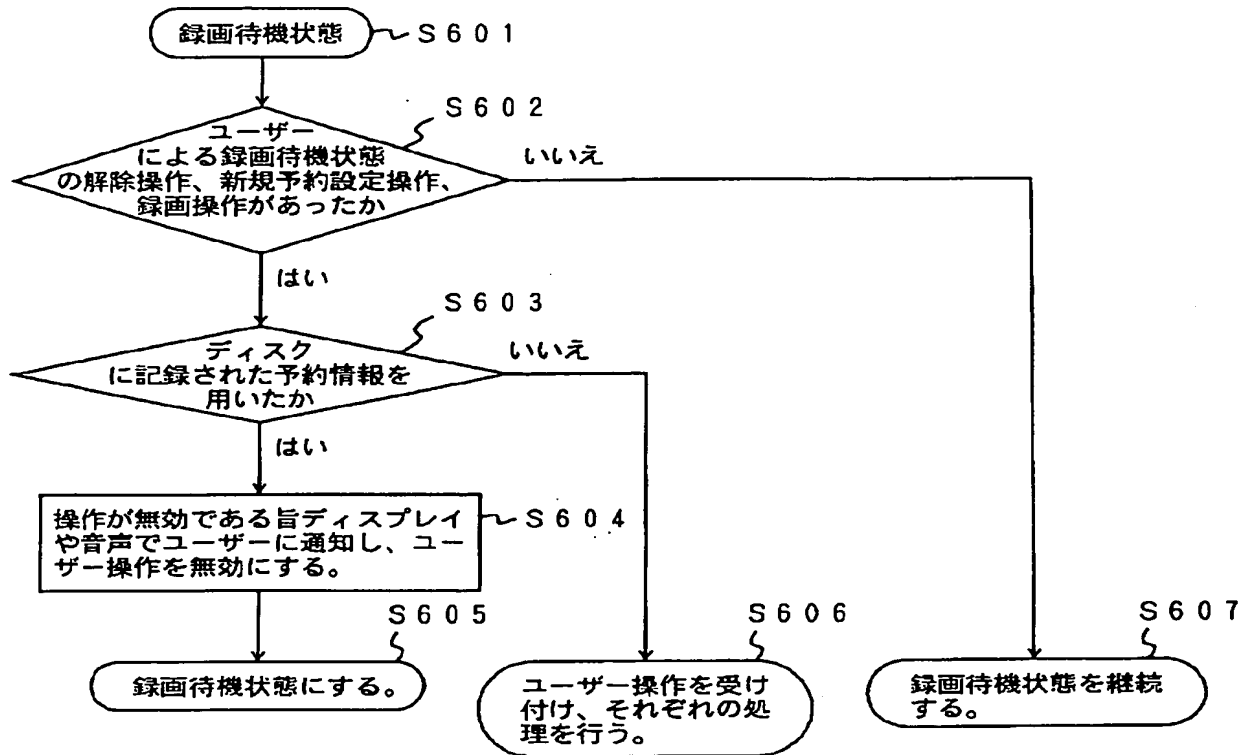 録画待機状態
S601
S602
ユーザー
による録画待機状態
の解除操作、新規予約設定操作、
録画操作があったか
いいえ
はい
S603
ディスク
に記録された予約情報を
用いたか
いいえ
はい
操作が無効である旨ディスプレイ
や音声でユーザーに通知し、ユー
ザー操作を無効にする。
S604
S605
録画待機状態にする。
S606
ユーザー操作を受け
付け、それぞれの処
理を行う。
S607
録画待機状態を継続
する。